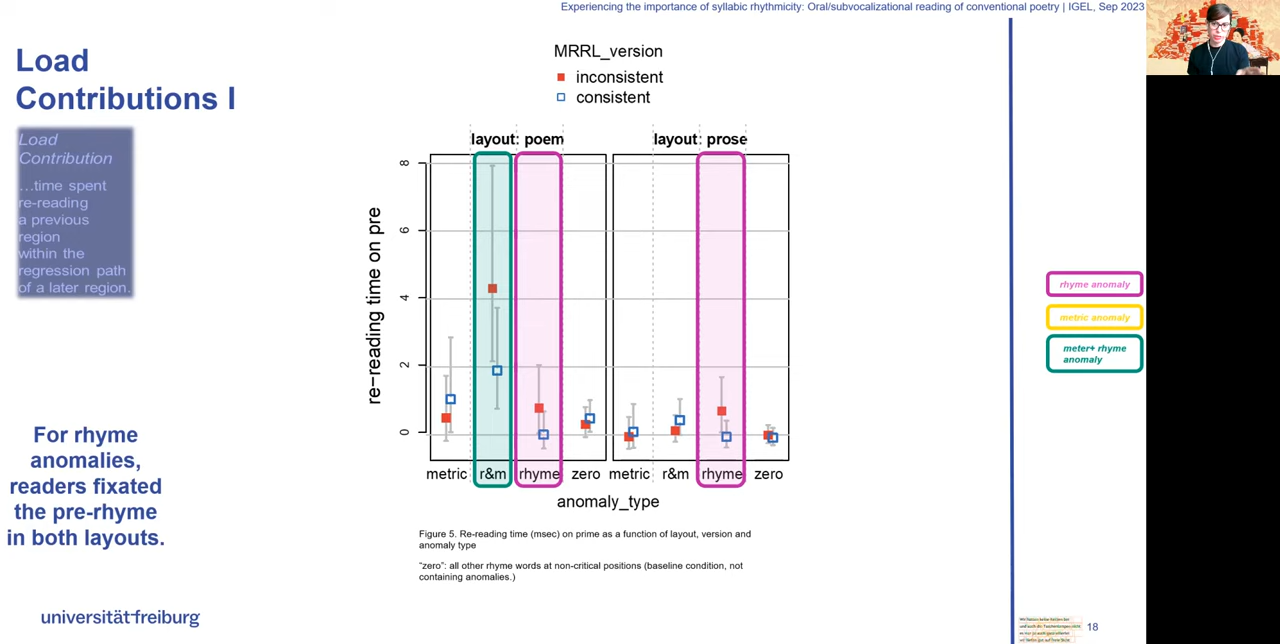 Experiencing the importance of syllabic rhythmicity: Oral/subvocalizational reading of conventional poetry | IGEL, Sep 2023
Load
Contributions I
Load
Contribution
…time spent
re-reading
a previous
region
within the
regression path
of a later region.
For rhyme
anomalies,
readers fixated
the pre-rhyme
in both layouts.
universität freiburg
MRRL_version
inconsistent
consistent
layout: poem
layout: prose
re−reading time on pre
8
6
4
2
0
metric r&m rhyme zero metric r&m rhyme zero
anomaly_type
Figure 5. Re-reading time (msec) on prime as a function of layout, version and
anomaly type
"zero": all other rhyme words at non-critical positions (baseline condition, not
containing anomalies.)
rhyme anomaly
metric anomaly
meter+ rhyme
anomaly
18